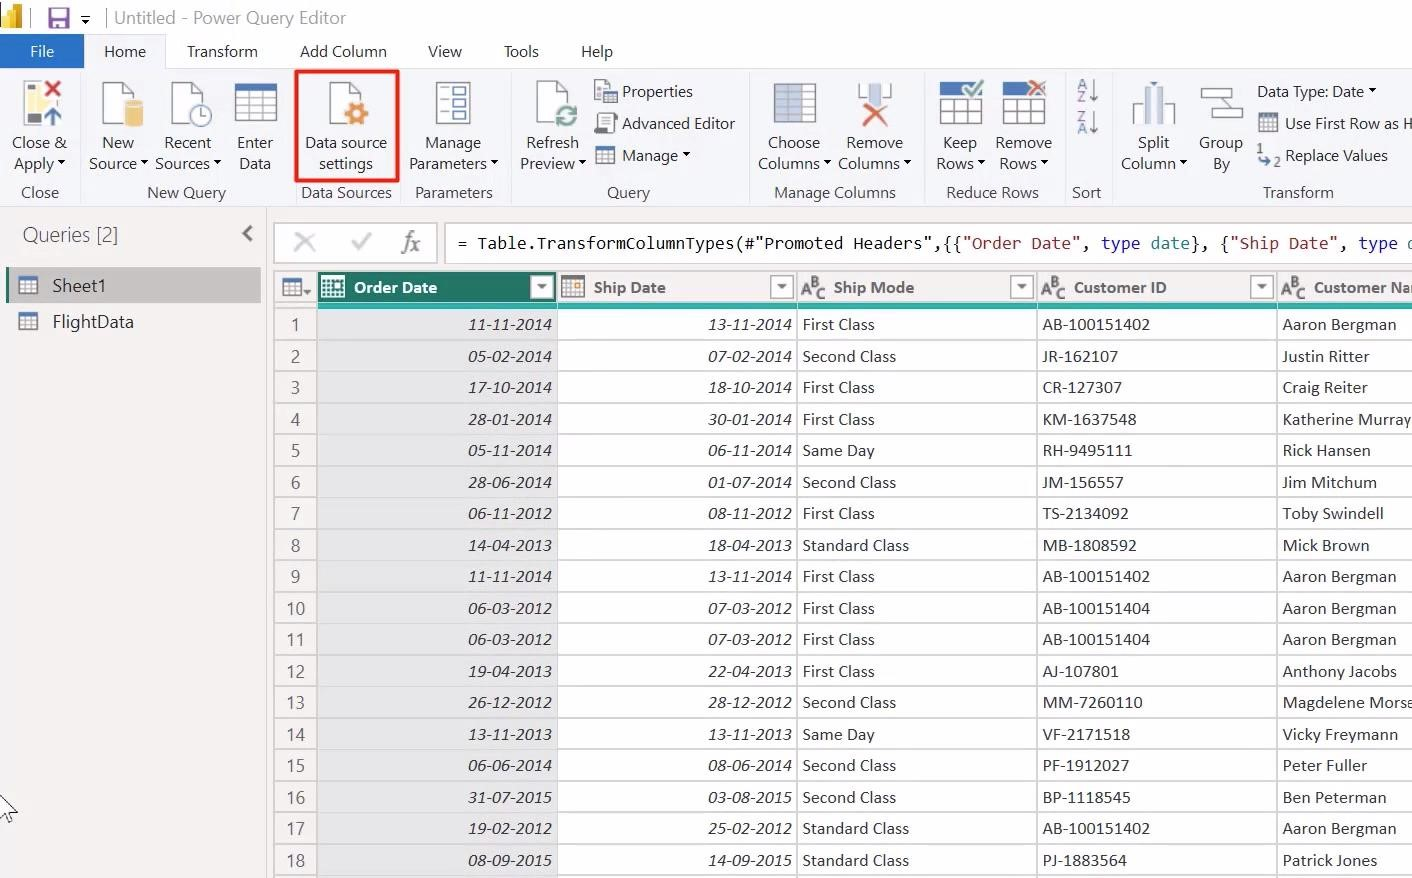 Untitled - Power Query Editor
File Home Transform Add Column View Tools Help
Close & Apply
Close
New Source
Recent Sources
Enter Data
New Query
Data source settings
Data Sources
Manage Parameters
Parameters
Refresh Preview
Properties
Advanced Editor
Manage
Query
Choose Columns
Remove Columns
Manage Columns
Keep Rows
Remove Rows
Reduce Rows
A Z
Z A
Sort
Split Column
Group By
Data Type: Date
Use First Row as H
1 2 Replace Values
Transform
Queries [2]
Sheet1
FlightData
fx = Table.TransformColumnTypes(#"Promoted Headers",{{"Order Date", type date}, {"Ship Date", type d
Order Date Ship Date ABC Ship Mode ABC Customer ID ABC Customer Na
1 11-11-2014 13-11-2014 First Class AB-100151402 Aaron Bergman
2 05-02-2014 07-02-2014 Second Class JR-162107 Justin Ritter
3 17-10-2014 18-10-2014 First Class CR-127307 Craig Reiter
4 28-01-2014 30-01-2014 First Class KM-1637548 Katherine Murray
5 05-11-2014 06-11-2014 Same Day RH-9495111 Rick Hansen
6 28-06-2014 01-07-2014 Second Class JM-156557 Jim Mitchum
7 06-11-2012 08-11-2012 First Class TS-2134092 Toby Swindell
8 14-04-2013 18-04-2013 Standard Class MB-1808592 Mick Brown
9 11-11-2014 13-11-2014 First Class AB-100151402 Aaron Bergman
10 06-03-2012 07-03-2012 First Class AB-100151404 Aaron Bergman
11 06-03-2012 07-03-2012 First Class AB-100151404 Aaron Bergman
12 19-04-2013 22-04-2013 First Class AJ-107801 Anthony Jacobs
13 26-12-2012 28-12-2012 Second Class MM-7260110 Magdelene Morse
14 13-11-2013 13-11-2013 Same Day VF-2171518 Vicky Freymann
15 06-06-2014 08-06-2014 Second Class PF-1912027 Peter Fuller
16 31-07-2015 03-08-2015 Second Class BP-1118545 Ben Peterman
17 19-02-2012 25-02-2012 Standard Class AB-100151402 Aaron Bergman
18 08-09-2015 14-09-2015 Standard Class PJ-1883564 Patrick Jones